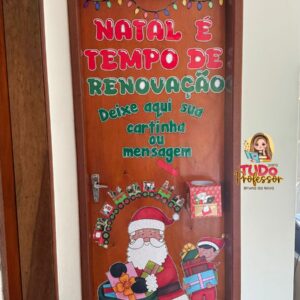 NATAL É
TEMPO DE
RENOVAÇÃO
Deixe aqui sua
cartinha
ou
mensagem
TUDO
Professor